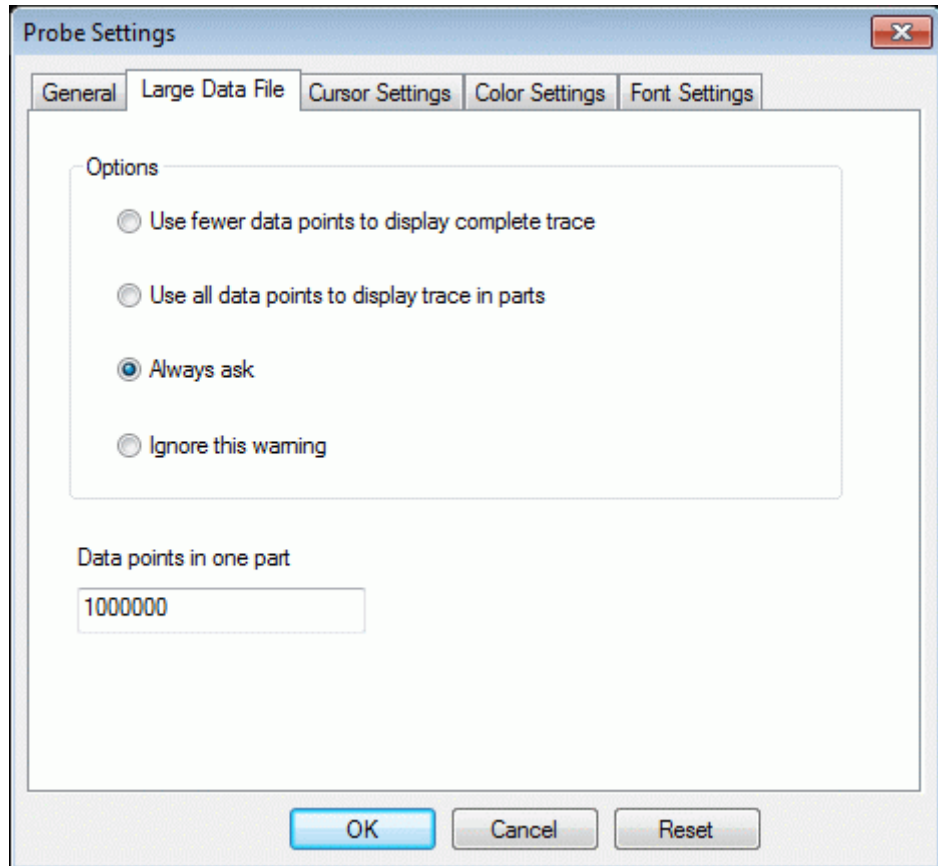 Probe Settings
General Large Data File Cursor Settings Color Settings Font Settings
Options
Use fewer data points to display complete trace
Use all data points to display trace in parts
Always ask
Ignore this warning
Data points in one part
1000000
OK Cancel Reset